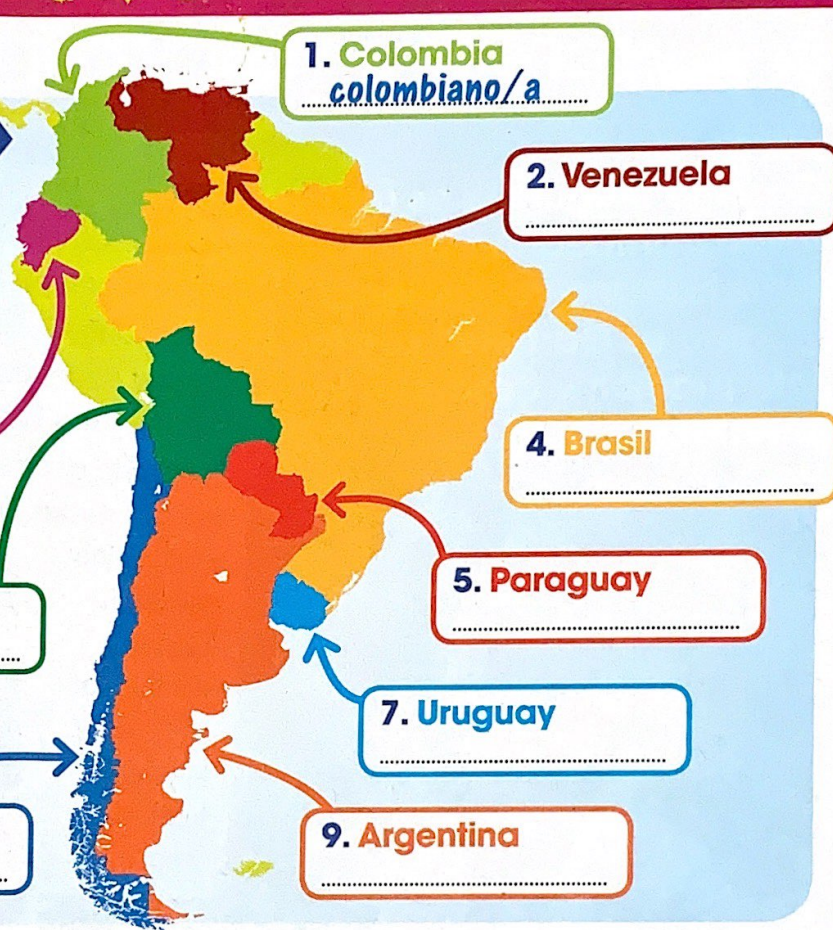 1. Colombia
colombiano/a
2. Venezuela
4. Brasil
5. Paraguay
7. Uruguay
9. Argentina